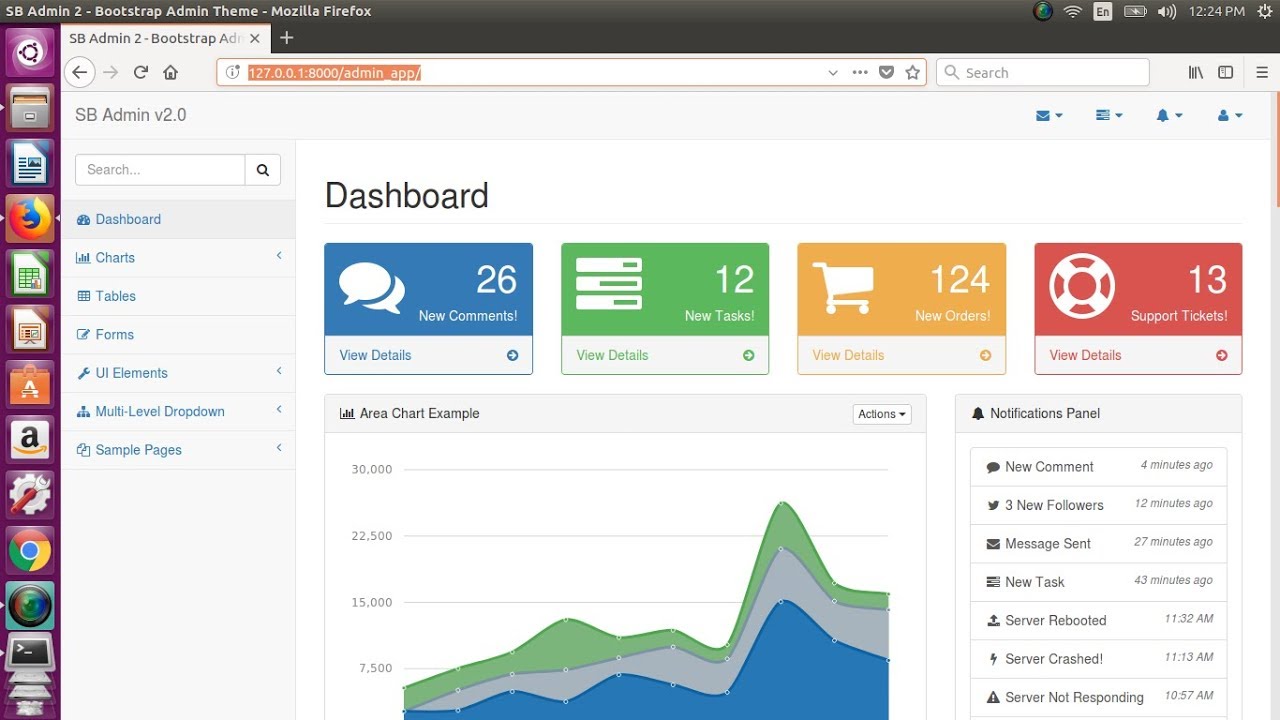 SB Admin 2 - Bootstrap Admin Theme - Mozilla Firefox
En
12:24 PM
SB Admin 2 - Bootstrap Adm
127.0.0.1:8000/admin_app/
Search
SB Admin v2.0
Search...
Dashboard
Charts
Tables
Forms
UI Elements
Multi-Level Dropdown
Sample Pages
Dashboard
26
New Comments!
View Details
12
New Tasks!
View Details
124
New Orders!
View Details
13
Support Tickets!
View Details
Area Chart Example
Actions
30,000
22,500
15,000
7,500
Notifications Panel
New Comment 4 minutes ago
3 New Followers 12 minutes ago
Message Sent 27 minutes ago
New Task 43 minutes ago
Server Rebooted 11:32 AM
Server Crashed! 11:13 AM
Server Not Responding 10:57 AM